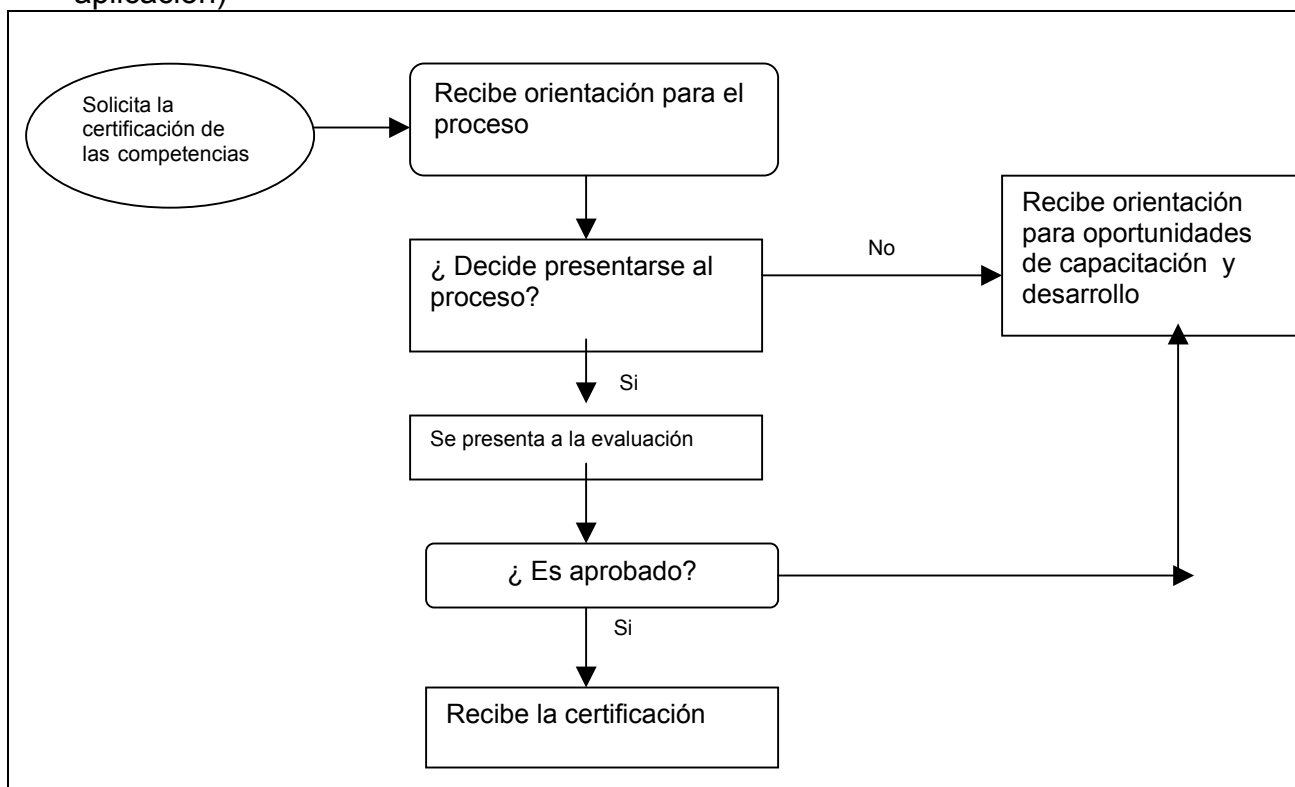 aplicación)
Solicita la
certificación de
las competencias
Recibe orientación para el
proceso
¿ Decide presentarse al
proceso?
No
Recibe orientación
para oportunidades
de capacitación y
desarrollo
Si
Se presenta a la evaluación
¿ Es aprobado?
Si
Recibe la certificación